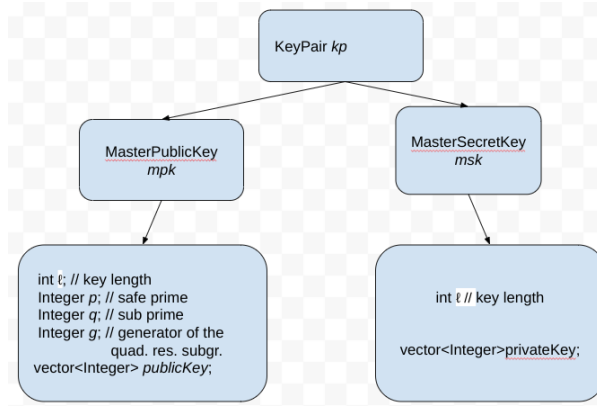 KeyPair kp
MasterPublicKey
mpk
MasterSecretKey
msk
int ℓ; // key length
Integer p; // safe prime
Integer q; // sub prime
Integer g; // generator of the
quad. res. subgr.
vector<Integer> publicKey;
int ℓ // key length
vector<Integer>privateKey;